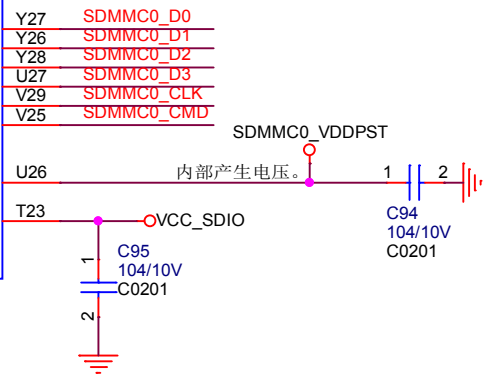 Y27 SDMMC0_D0
Y26 SDMMC0_D1
Y28 SDMMC0_D2
U27 SDMMC0_D3
V29 SDMMC0_CLK
V25 SDMMC0_CMD
SDMMC0_VDDPST
U26 内部产生电压。 1 2
C94
104/10V
C0201
T23 VCC_SDIO
1
C95
104/10V
C0201
2